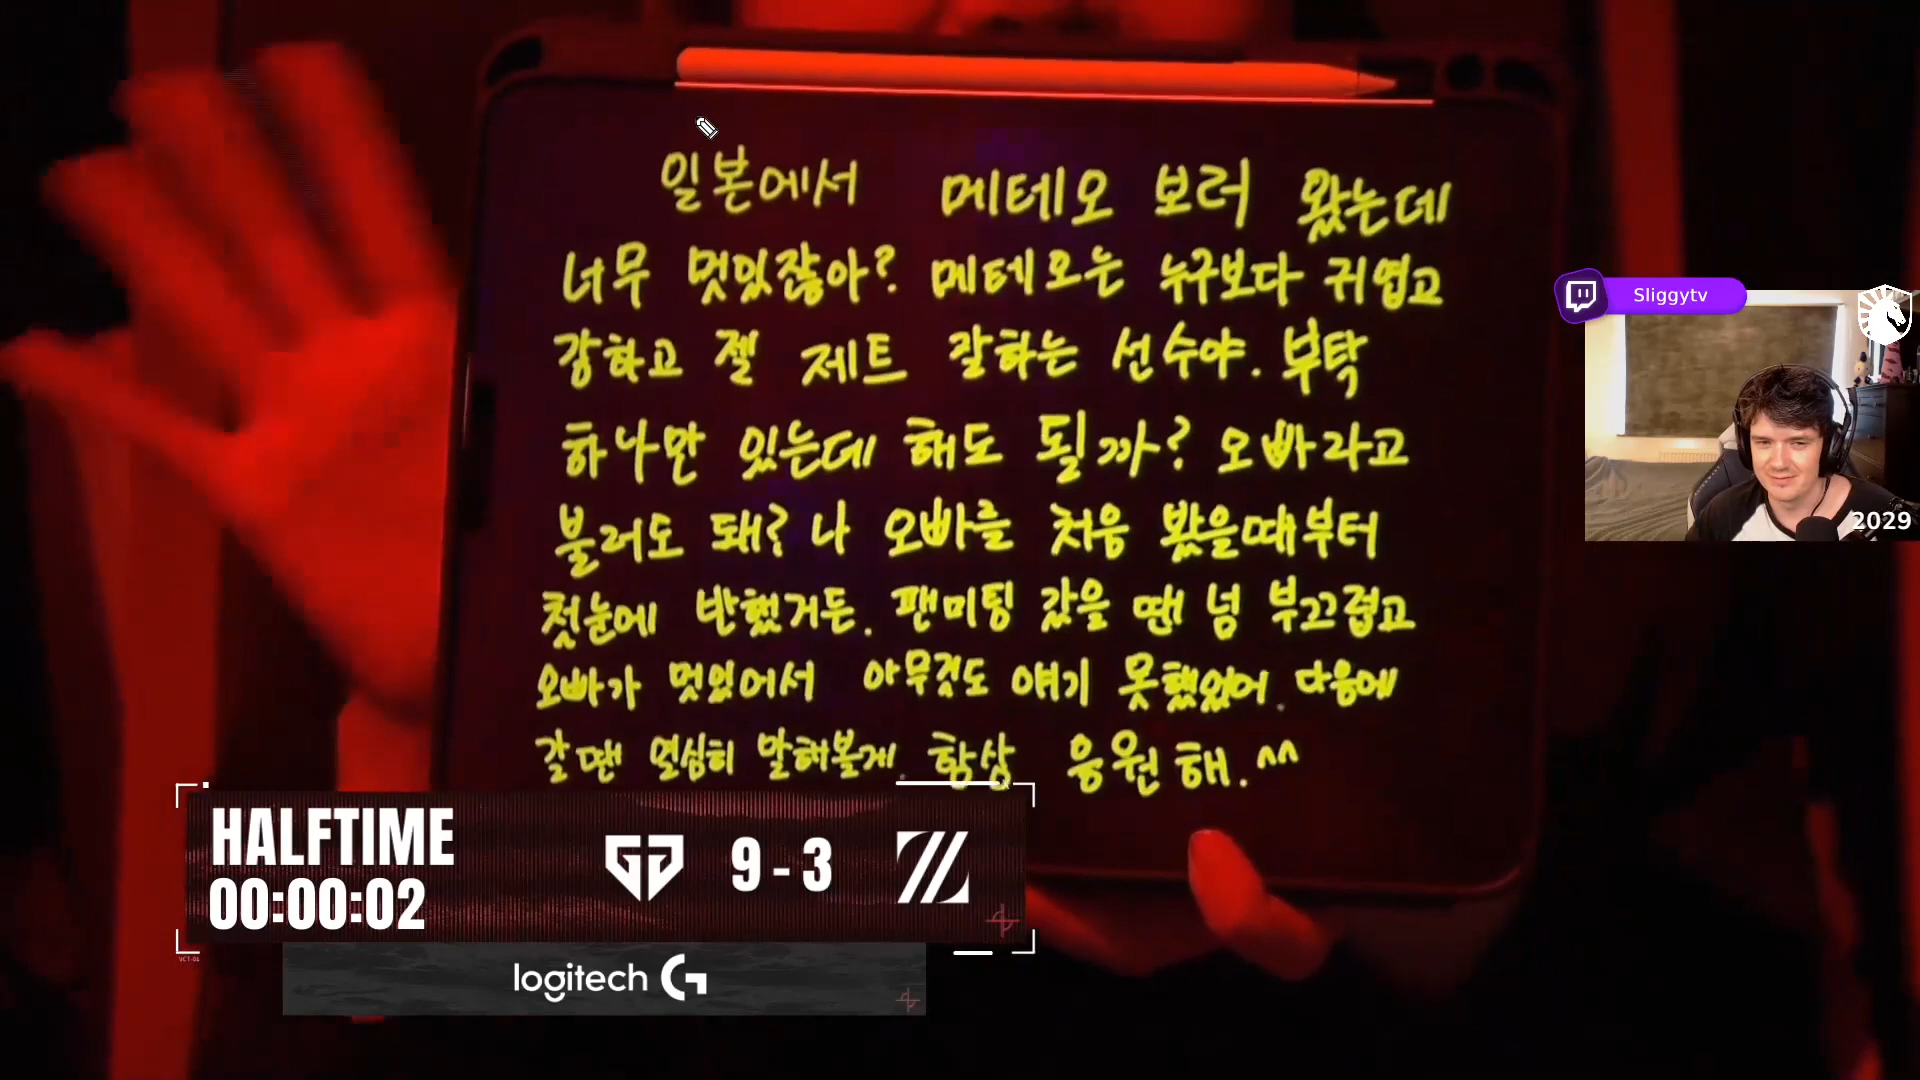 일본에서 메테오 보러 왔는데
너무 멋있잖아? 메테오는 누구보다 귀엽고
강하고 젤 제트 잘하는 선수야. 부탁
하나만 있는데 해도 될까? 오빠라고
불러도 돼? 나 오빠를 처음 봤을때부터
첫눈에 반했거든. 팬미팅 갔을 땐 넘 부끄럽고
오빠가 멋있어서 아무것도 얘기 못했었어. 다음에
갈 땐 열심히 말해볼게. 항상 응원해.^^
Sliggytv
2029
HALFTIME
00:00:02
GG 9-3
logitech G